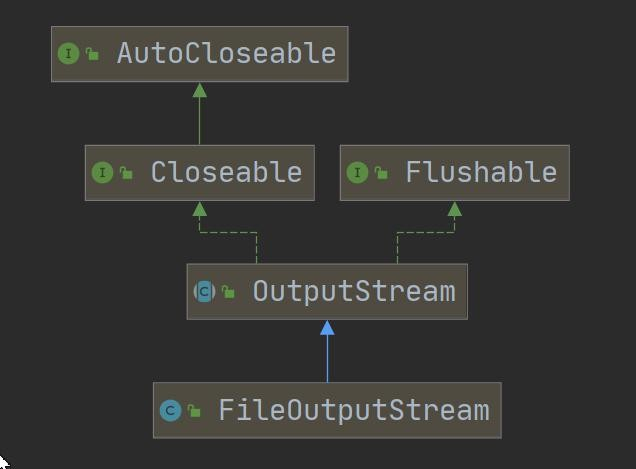 I AutoCloseable
I Closeable
I Flushable
C OutputStream
C FileOutputStream